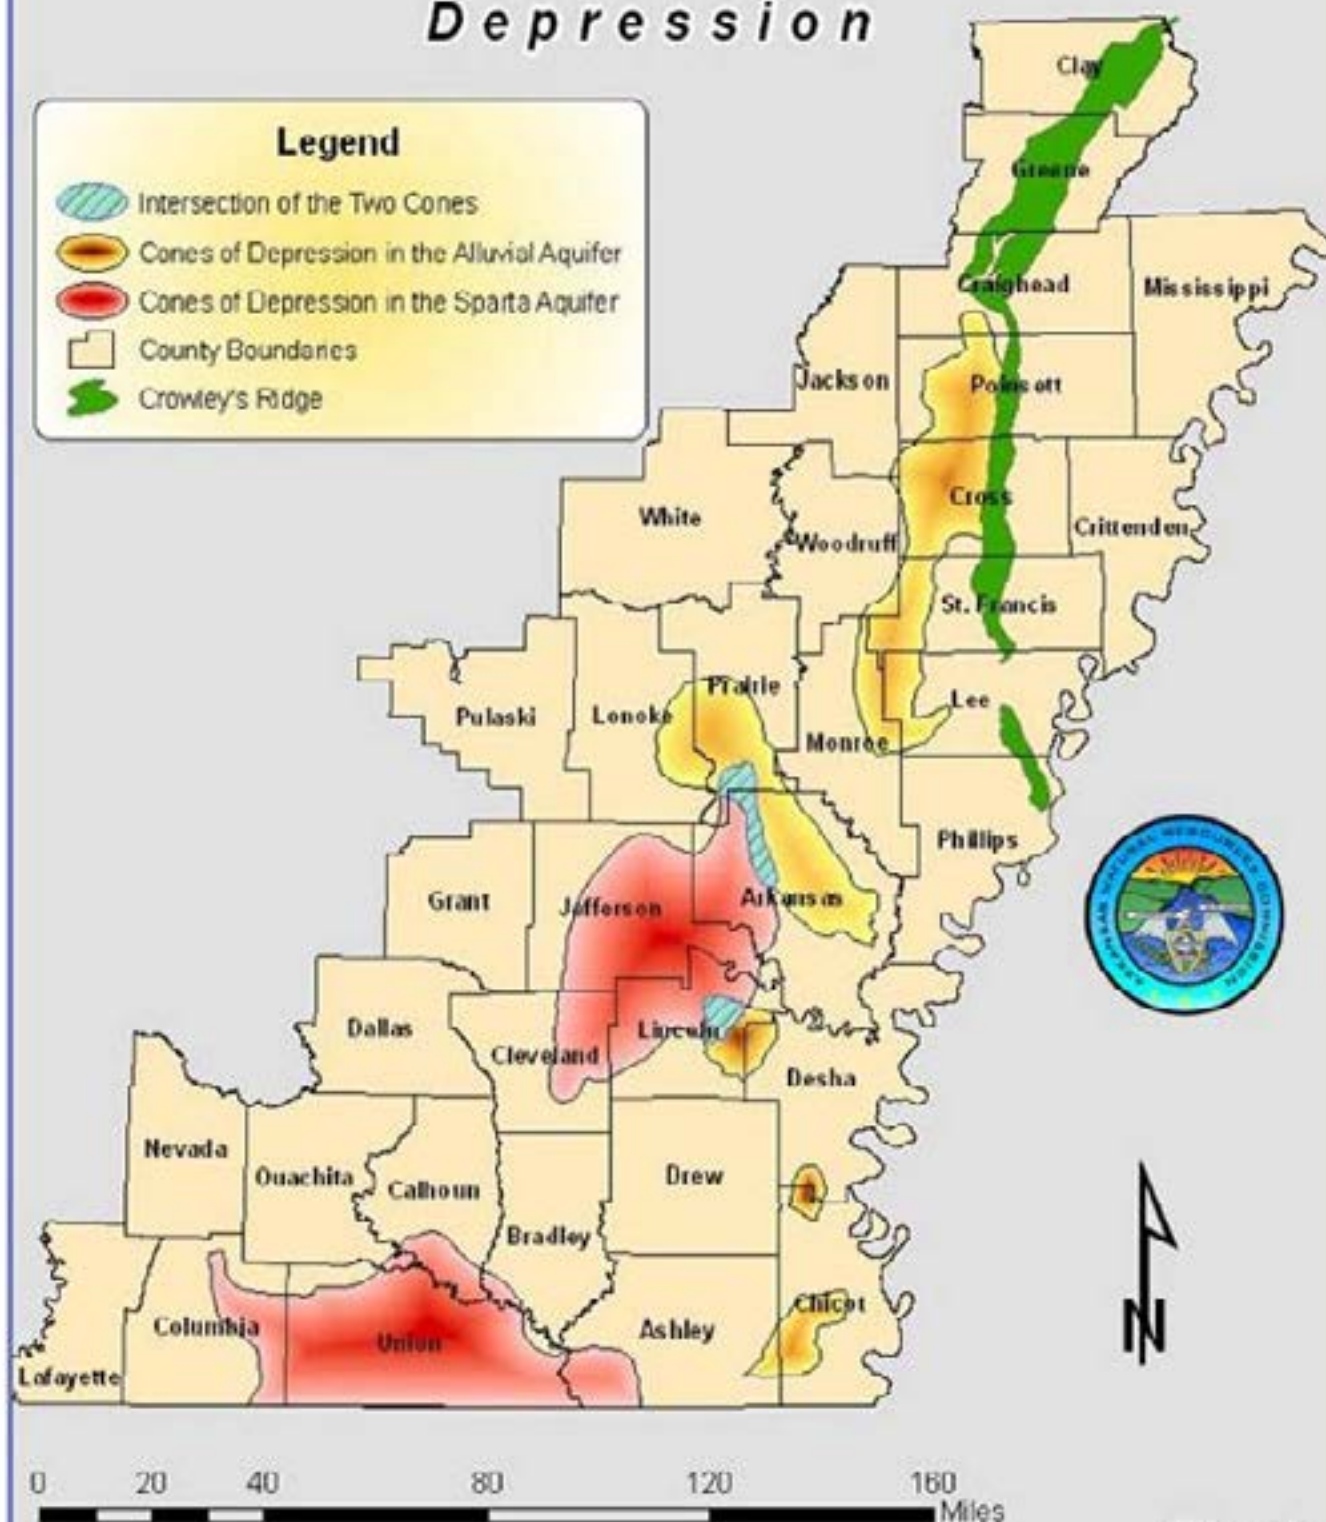 Depression
Legend
Intersection of the Two Cones
Cones of Depression in the Alluvial Aquifer
Cones of Depression in the Sparta Aquifer
County Boundaries
Crowley's Ridge
Clay
Greene
Craighead
Mississippi
Jackson
Poinsett
White
Cross
Woodruff
Crittenden
St. Francis
Prairie
Lee
Pulaski
Lonoke
Monroe
Phillips
Grant
Jefferson
Arkansas
Dallas
Lincoln
Cleveland
Desha
Nevada
Ouachita
Calhoun
Drew
Bradley
Chicot
Columbia
Union
Ashley
Lafayette
N
0 20 40 80 120 160
Miles